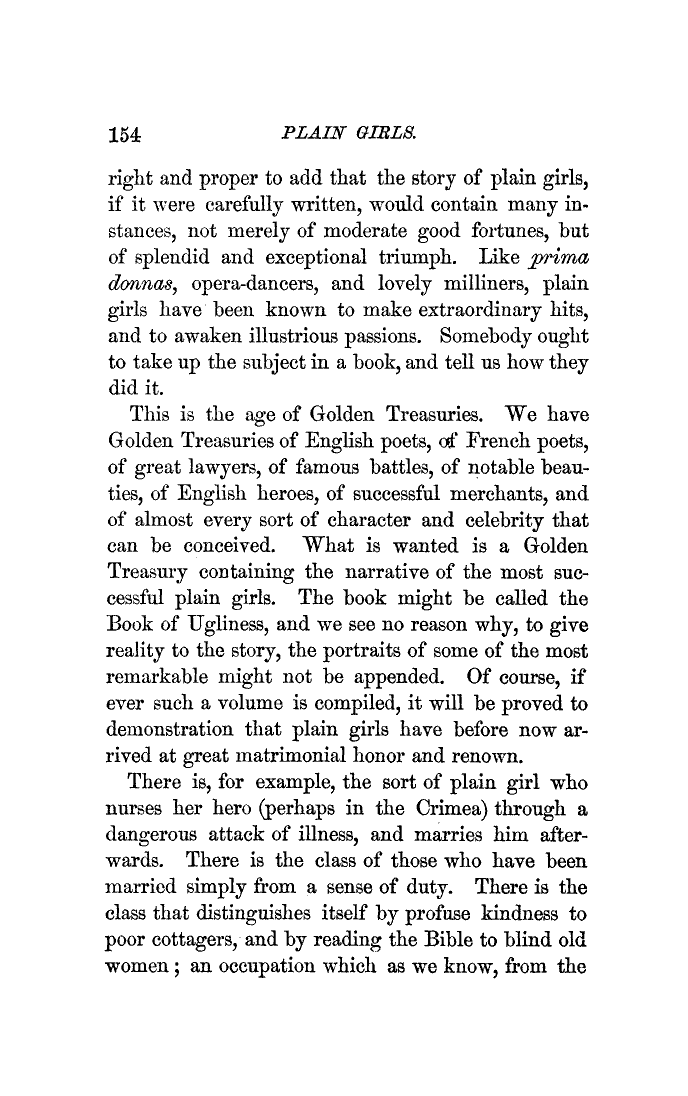 154 PLAIN GIRLS.
right and proper to add that the story of plain girls,
if it were carefully written, would contain many in-
stances, not merely of moderate good fortunes, but
of splendid and exceptional triumph. Like prima
donnas, opera-dancers, and lovely milliners, plain
girls have been known to make extraordinary hits,
and to awaken illustrious passions. Somebody ought
to take up the subject in a book, and tell us how they
did it.
This is the age of Golden Treasuries. We have
Golden Treasuries of English poets, of French poets,
of great lawyers, of famous battles, of notable beau-
ties, of English heroes, of successful merchants, and
of almost every sort of character and celebrity that
can be conceived. What is wanted is a Golden
Treasury containing the narrative of the most suc-
cessful plain girls. The book might be called the
Book of Ugliness, and we see no reason why, to give
reality to the story, the portraits of some of the most
remarkable might not be appended. Of course, if
ever such a volume is compiled, it will be proved to
demonstration that plain girls have before now ar-
rived at great matrimonial honor and renown.
There is, for example, the sort of plain girl who
nurses her hero (perhaps in the Crimea) through a
dangerous attack of illness, and marries him after-
wards. There is the class of those who have been
married simply from a sense of duty. There is the
class that distinguishes itself by profuse kindness to
poor cottagers, and by reading the Bible to blind old
women; an occupation which as we know, from the